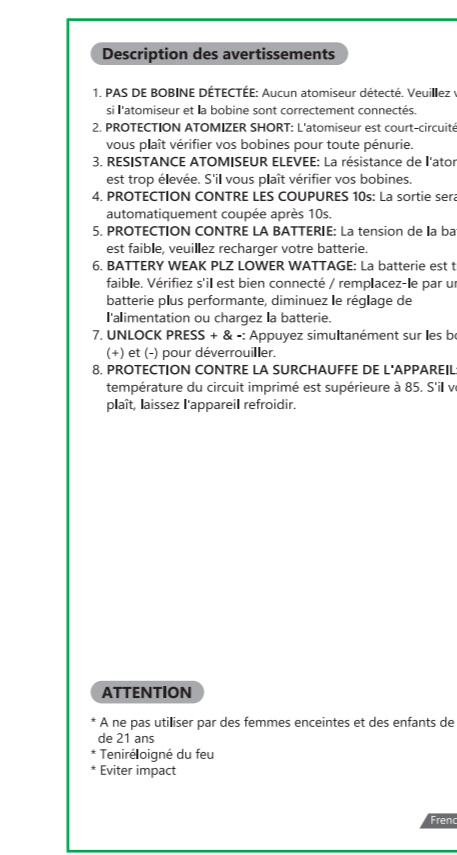 Description des avertissements
1. PAS DE BOBINE DÉTECTÉE: Aucun atomiseur détecté. Veuillez
si l'atomiseur et la bobine sont correctement connectés.
2. PROTECTION ATOMIZER SHORT: L'atomiseur est court-circuité
vous plaît vérifier vos bobines pour toute pénurie.
3. RESISTANCE ATOMISEUR ELEVEE: La résistance de l'ator
est trop élevée. S'il vous plaît vérifier vos bobines.
4. PROTECTION CONTRE LES COUPURES 10s: La sortie sera
automatiquement coupée après 10s.
5. PROTECTION CONTRE LA BATTERIE: La tension de la ba
est faible, veuillez recharger votre batterie.
6. BATTERY WEAK PLZ LOWER WATTAGE: La batterie est t
faible. Vérifiez s'il est bien connecté / remplacez-le par un
batterie plus performante, diminuez le réglage de
l'alimentation ou chargez la batterie.
7. UNLOCK PRESS + & -: Appuyez simultanément sur les bo
(+) et (-) pour déverrouiller.
8. PROTECTION CONTRE LA SURCHAUFFE DE L'APPAREIL:
température du circuit imprimé est supérieure à 85. S'il vo
plaît, laissez l'appareil refroidir.
ATTENTION
* A ne pas utiliser par des femmes enceintes et des enfants de
de 21 ans
* Teniréloigné du feu
* Eviter impact
Frenc